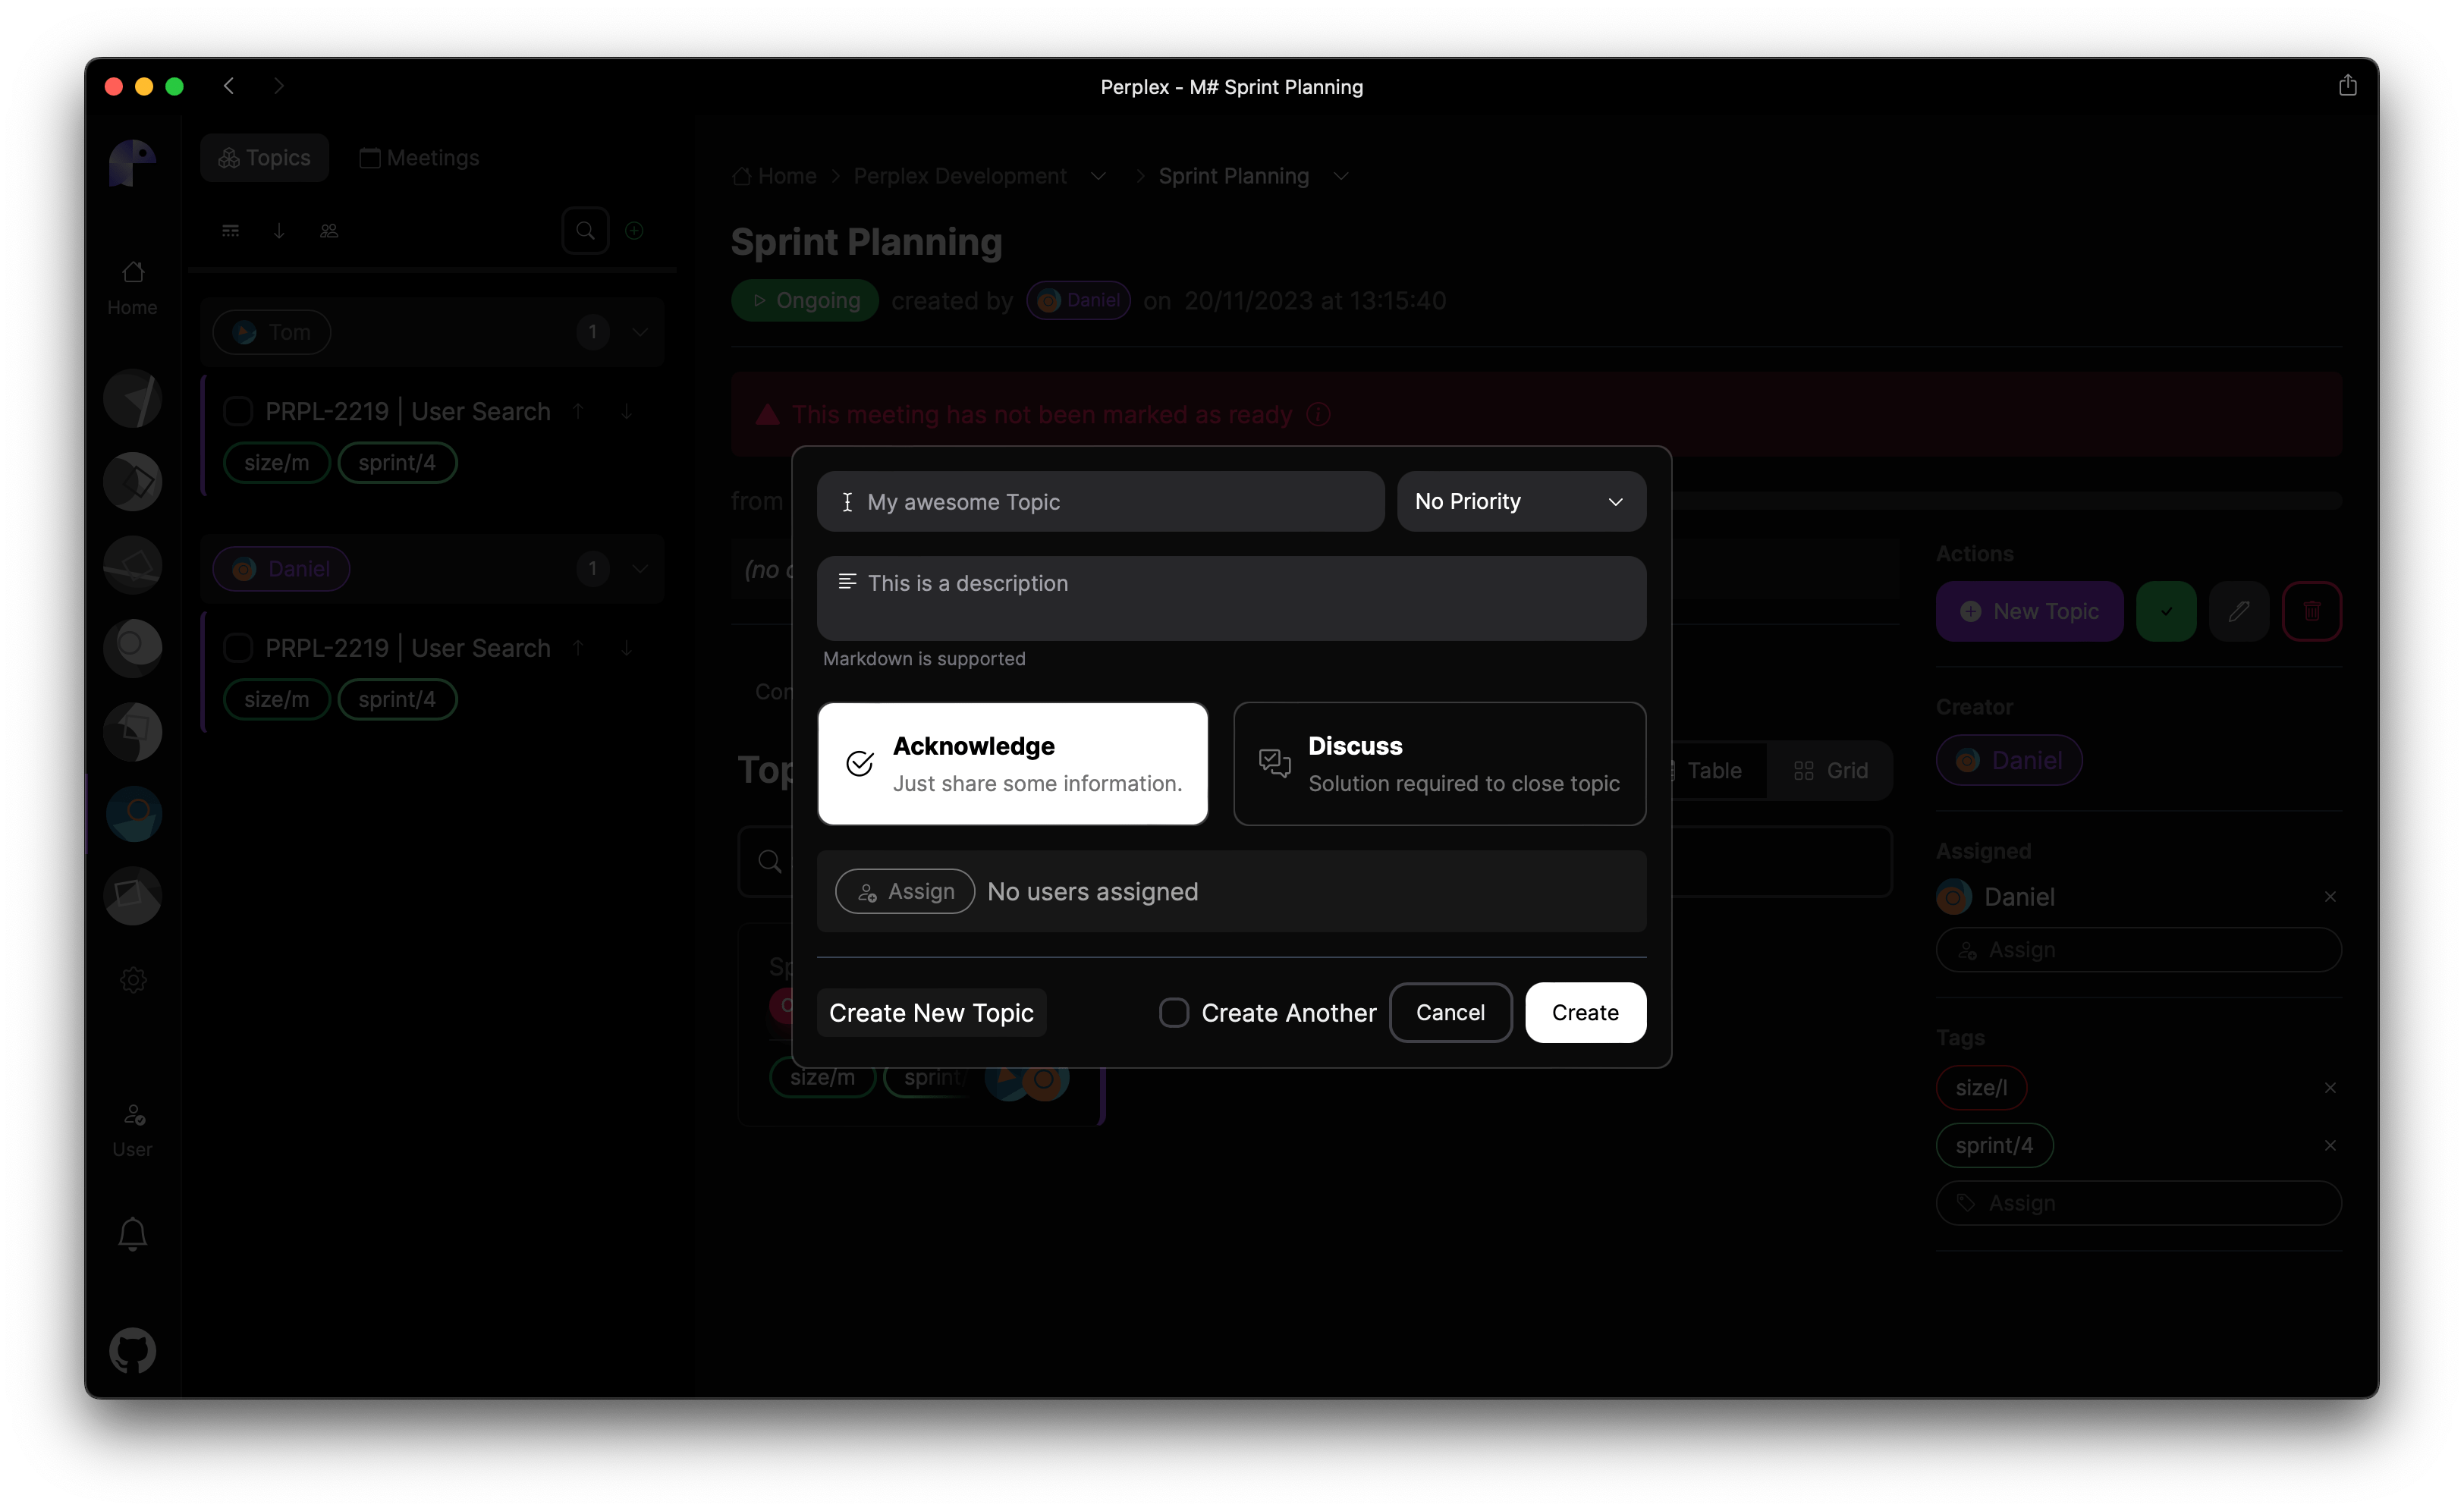 Perplex - M# Sprint Planning
Topics
Meetings
Home
Tom
1
PRPL-2219 | User Search
size/m
sprint/4
Daniel
1
PRPL-2219 | User Search
size/m
sprint/4
User
Home > Perplex Development > Sprint Planning
Sprint Planning
Ongoing created by Daniel on 20/11/2023 at 13:15:40
This meeting has not been marked as ready
from
(no
My awesome Topic
No Priority
This is a description
Markdown is supported
Acknowledge
Just share some information.
Discuss
Solution required to close topic
Assign
No users assigned
Create New Topic
Create Another
Cancel
Create
Table
Grid
size/m
sprint/
Actions
New Topic
Creator
Daniel
Assigned
Daniel
Assign
Tags
size/l
sprint/4
Assign